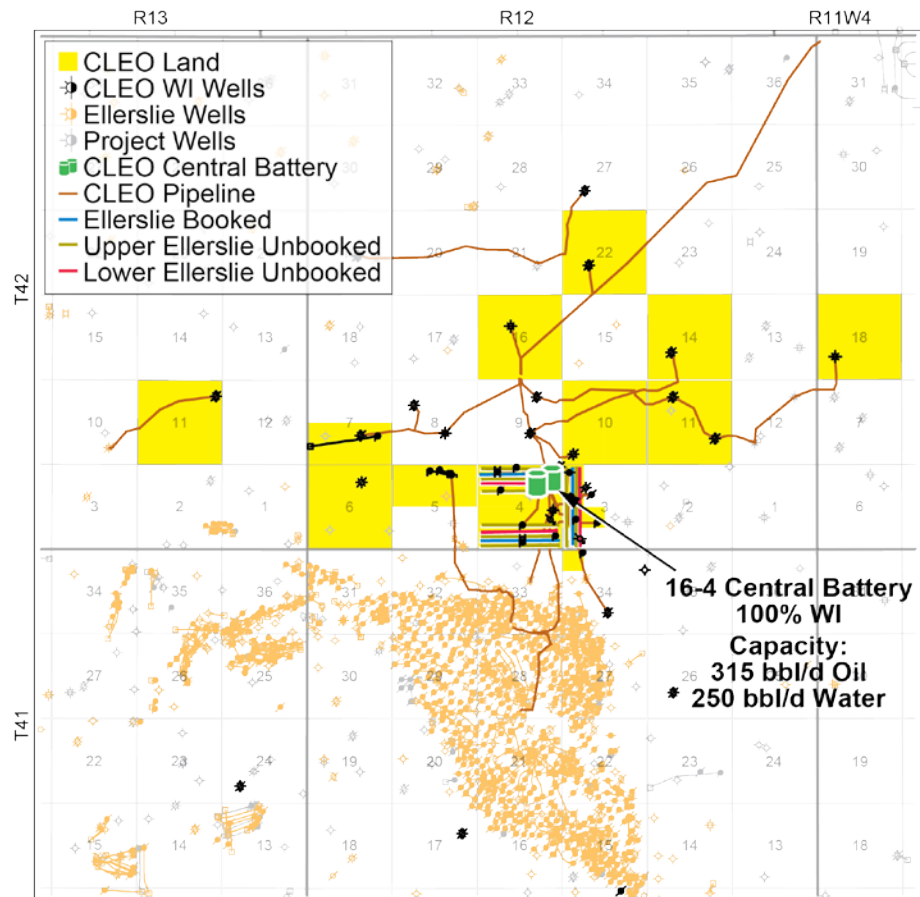 R13 R12 R11W4
CLEO Land
CLEO WI Wells
Ellerslie Wells
Project Wells
CLEO Central Battery
CLEO Pipeline
Ellerslie Booked
Upper Ellerslie Unbooked
Lower Ellerslie Unbooked
31 32 33 34 35 36 31
30 29 28 27 26 25 30
20 21 22 23 24 19
T42
15 14 13 18 17 16 15 14 13 18
10 11 12 7 8 9 10 11 12 7
3 2 1 5 4 3 2 1
34 35 36 33 34
16-4 Central Battery
100% WI
Capacity:
315 bbl/d Oil
250 bbl/d Water
27 26 25 30 28 27 26
T41
22 23 24 19 20 21 22 23 24 19
15 14 13 18 17 16 15 14 13 18